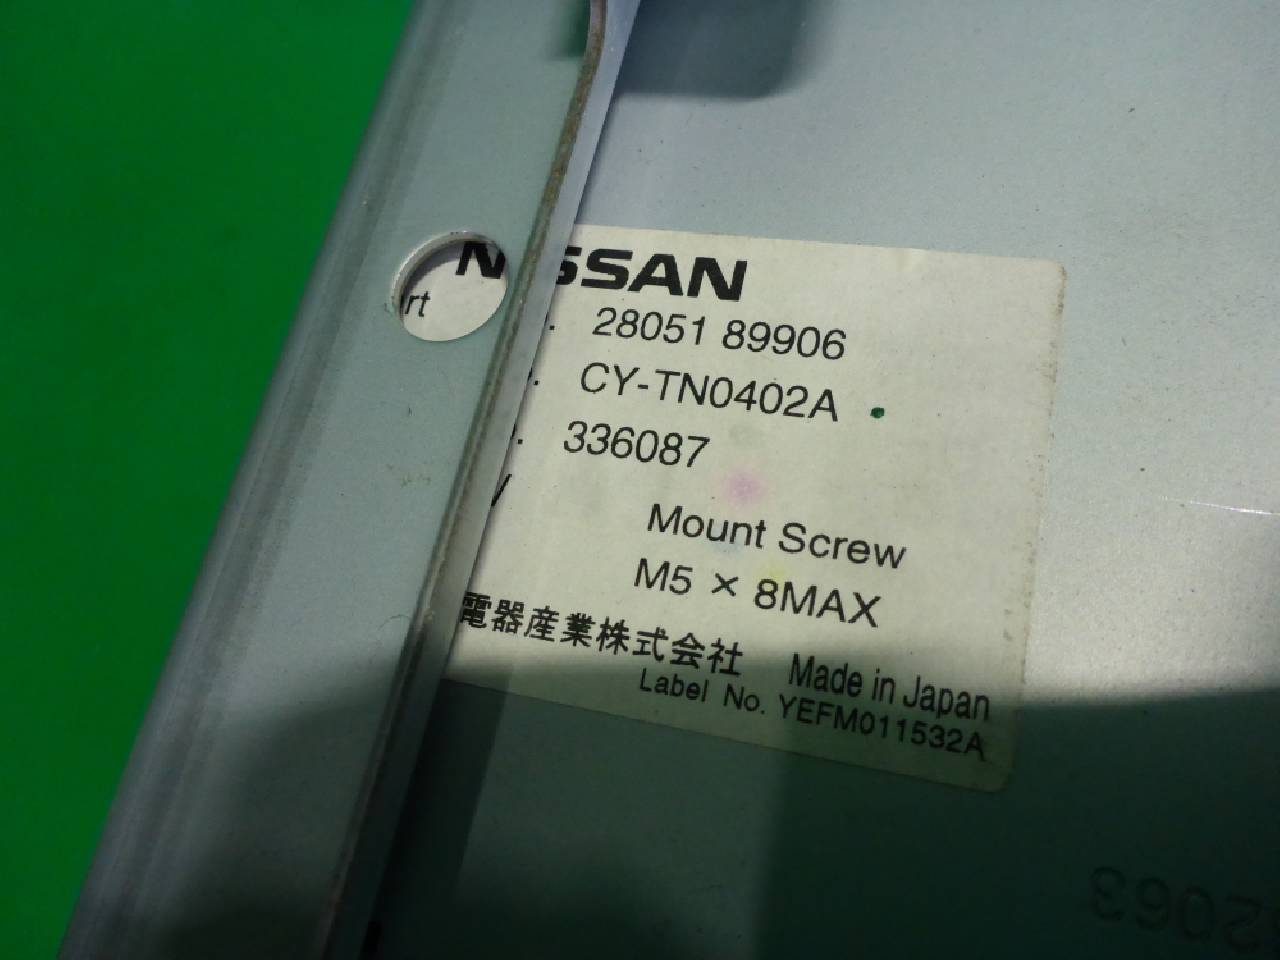 NISSAN
rt . 28051 89906
. CY-TN0402A
. 336087
V
Mount Screw
M5 × 8MAX
電器産業株式会社 Made in Japan
Label No. YEFM011532A